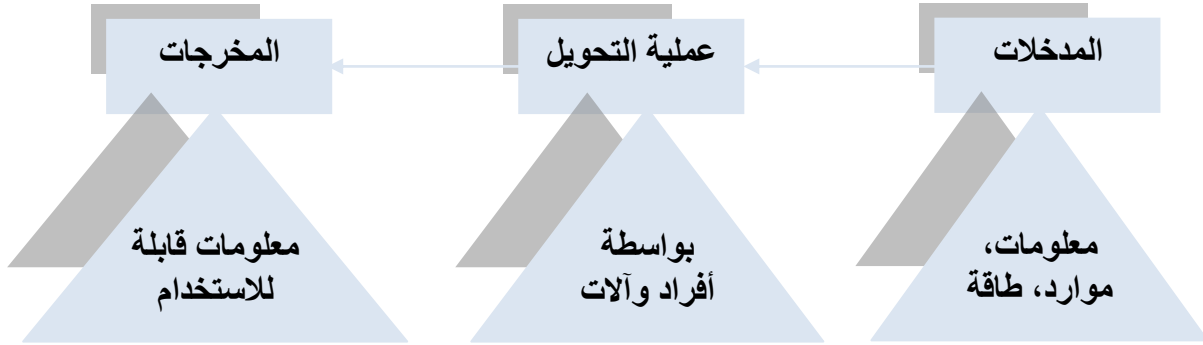 المدخلات
عملية التحويل
المخرجات
معلومات،
موارد، طاقة
بواسطة
أفراد وآلات
معلومات قابلة
للاستخدام